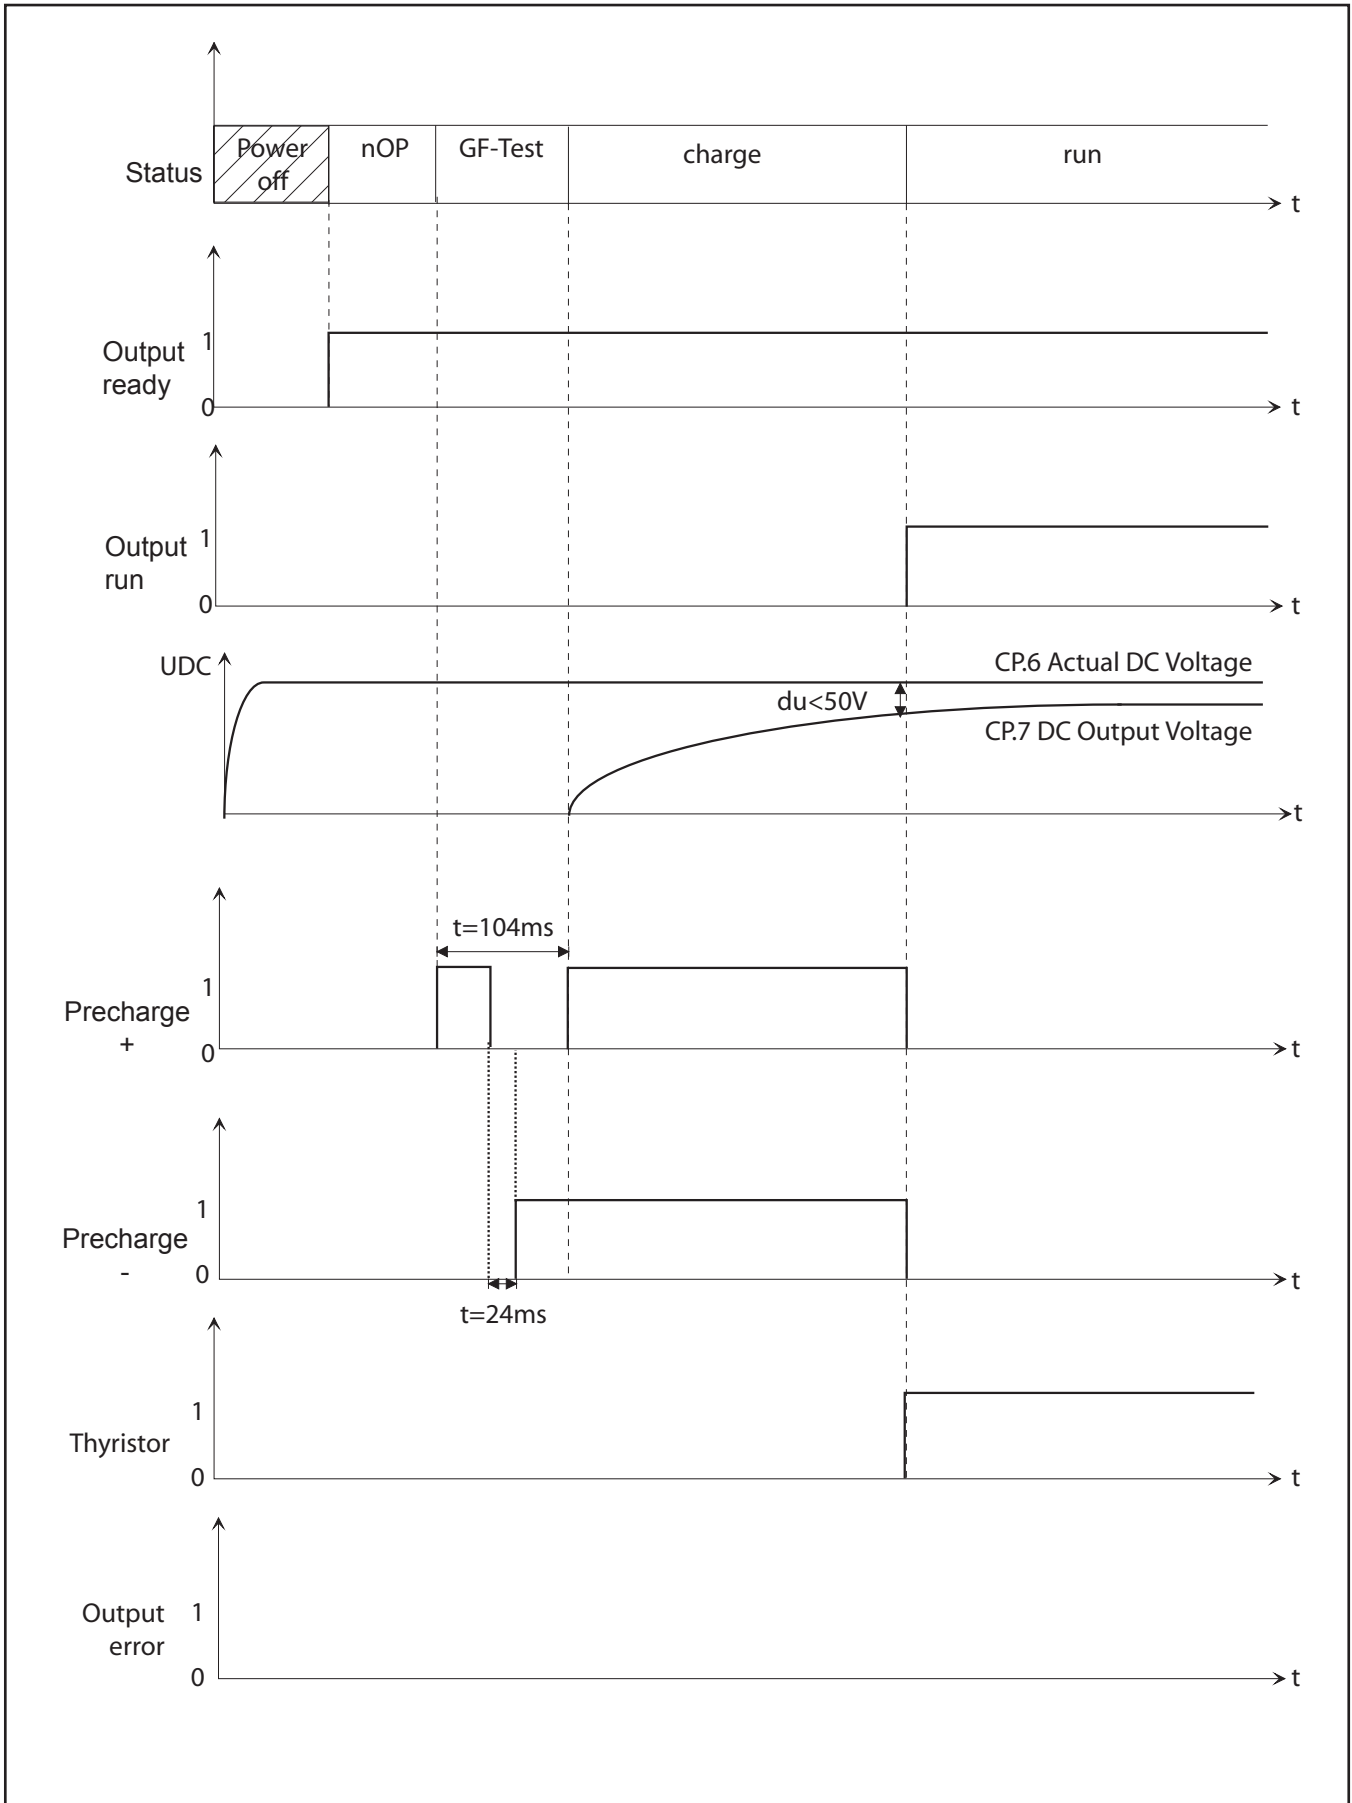 Power
off
nOP
GF-Test
charge
run
Status
t
Output
ready
1
0
t
Output
run
1
0
t
UDC
CP.6 Actual DC Voltage
du<50V
CP.7 DC Output Voltage
t
t=104ms
Precharge
+
1
0
t
Precharge
-
1
0
t
t=24ms
Thyristor
1
0
t
Output
error
1
0
t